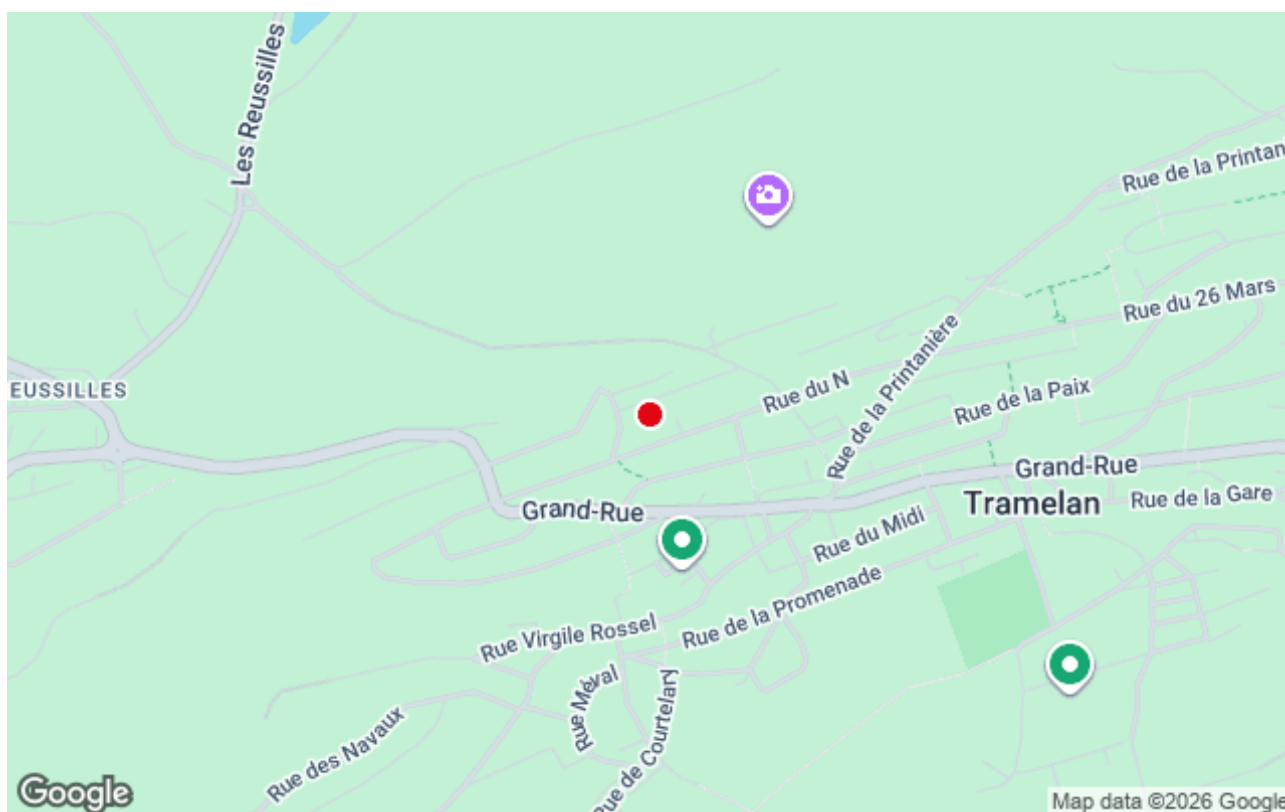 Les Reussilles
Rue de la Printan
Rue du 26 Mars
EUSSILLES
Rue du N
Rue de la Printanière
Rue de la Paix
Grand-Rue
Grand-Rue
Tramelan
Rue de la Gare
Rue du Midi
Rue de la Promenade
Rue Virgile Rossel
Rue Méval
Rue de Courtelary
Rue des Navaux
Google
Map data ©2026 Google